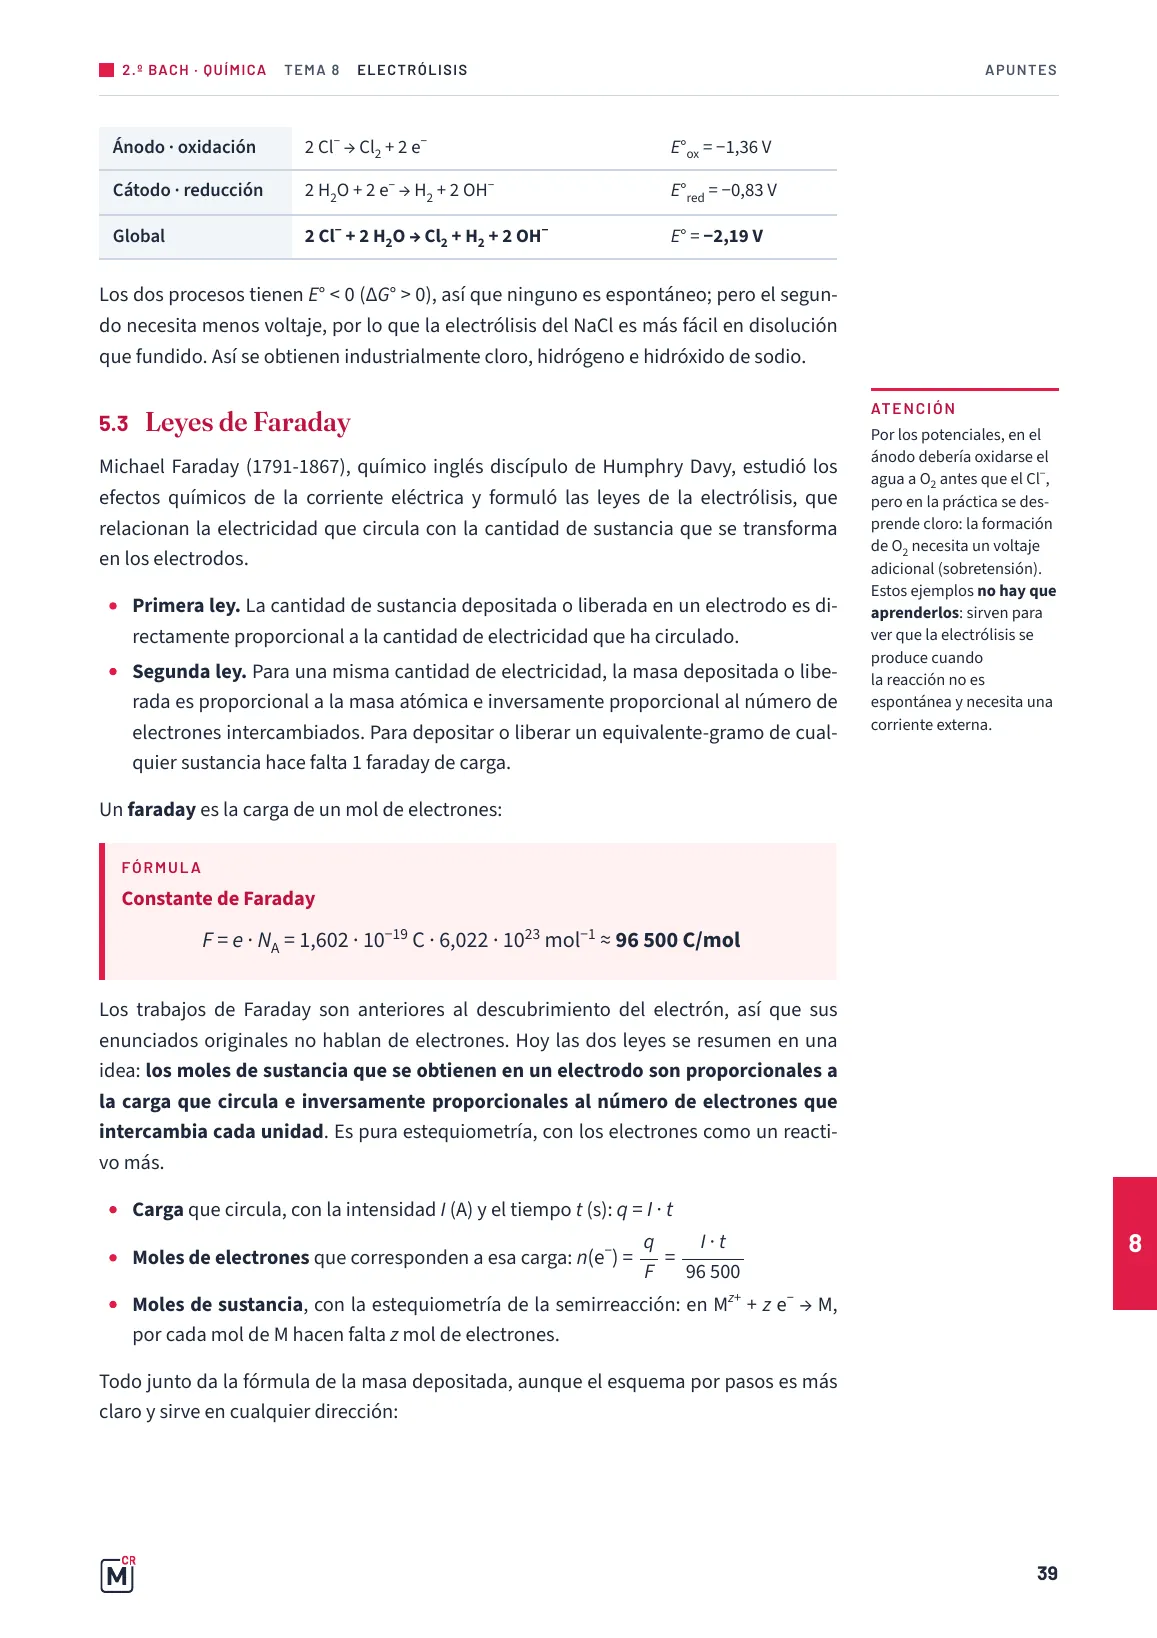 2.º BACH · QUÍMICA TEMA 8 ELECTRÓLISIS APUNTES
Ánodo · oxidación 2 Cl⁻ → Cl₂ + 2 e⁻ E°ox = −1,36 V
Cátodo · reducción 2 H₂O + 2 e⁻ → H₂ + 2 OH⁻ E°red = −0,83 V
Global 2 Cl⁻ + 2 H₂O → Cl₂ + H₂ + 2 OH⁻ E° = −2,19 V
Los dos procesos tienen E° < 0 (ΔG° > 0), así que ninguno es espontáneo; pero el segun-
do necesita menos voltaje, por lo que la electrólisis del NaCl es más fácil en disolución
que fundido. Así se obtienen industrialmente cloro, hidrógeno e hidróxido de sodio.
5.3 Leyes de Faraday
Michael Faraday (1791-1867), químico inglés discípulo de Humphry Davy, estudió los
efectos químicos de la corriente eléctrica y formuló las leyes de la electrólisis, que
relacionan la electricidad que circula con la cantidad de sustancia que se transforma
en los electrodos.
• Primera ley. La cantidad de sustancia depositada o liberada en un electrodo es di-
rectamente proporcional a la cantidad de electricidad que ha circulado.
• Segunda ley. Para una misma cantidad de electricidad, la masa depositada o libe-
rada es proporcional a la masa atómica e inversamente proporcional al número de
electrones intercambiados. Para depositar o liberar un equivalente-gramo de cual-
quier sustancia hace falta 1 faraday de carga.
Un faraday es la carga de un mol de electrones:
FÓRMULA
Constante de Faraday
F = e · N_A = 1,602 · 10⁻¹⁹ C · 6,022 · 10²³ mol⁻¹ ≈ 96 500 C/mol
Los trabajos de Faraday son anteriores al descubrimiento del electrón, así que sus
enunciados originales no hablan de electrones. Hoy las dos leyes se resumen en una
idea: los moles de sustancia que se obtienen en un electrodo son proporcionales a
la carga que circula e inversamente proporcionales al número de electrones que
intercambia cada unidad. Es pura estequiometría, con los electrones como un reacti-
vo más.
• Carga que circula, con la intensidad I (A) y el tiempo t (s): q = I · t
• Moles de electrones que corresponden a esa carga: n(e⁻) = q/F = I · t/96 500
• Moles de sustancia, con la estequiometría de la semirreacción: en Mᶻ⁺ + z e⁻ → M,
por cada mol de M hacen falta z mol de electrones.
Todo junto da la fórmula de la masa depositada, aunque el esquema por pasos es más
claro y sirve en cualquier dirección:
ATENCIÓN
Por los potenciales, en el
ánodo debería oxidarse el
agua a O₂ antes que el Cl⁻,
pero en la práctica se des-
prende cloro: la formación
de O₂ necesita un voltaje
adicional (sobretensión).
Estos ejemplos no hay que
aprenderlos: sirven para
ver que la electrólisis se
produce cuando
la reacción no es
espontánea y necesita una
corriente externa.
8
M CR
39